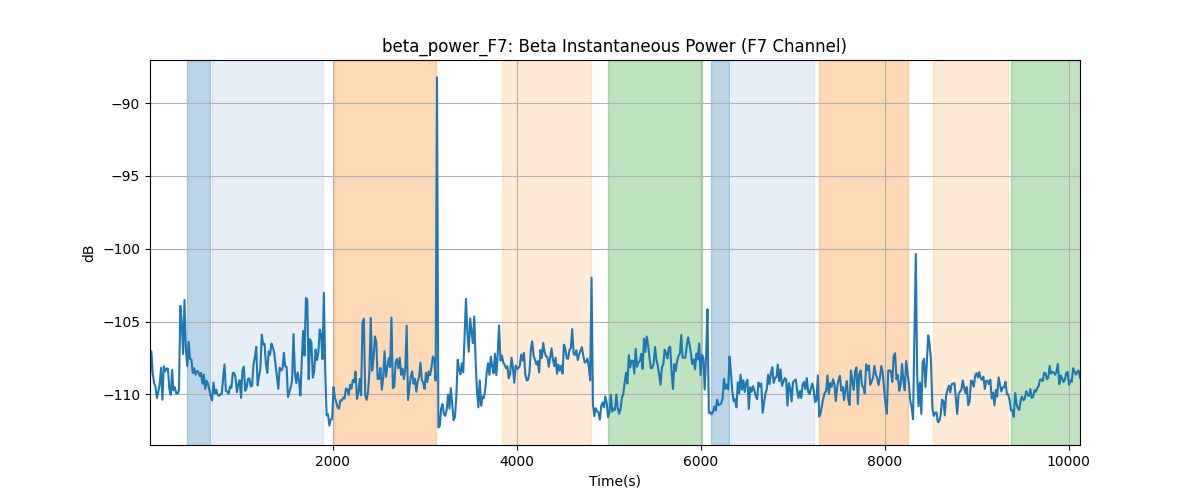 beta_power_F7: Beta Instantaneous Power (F7 Channel)
dB
−90
−95
−100
−105
−110
2000 4000 6000 8000 10000
Time(s)